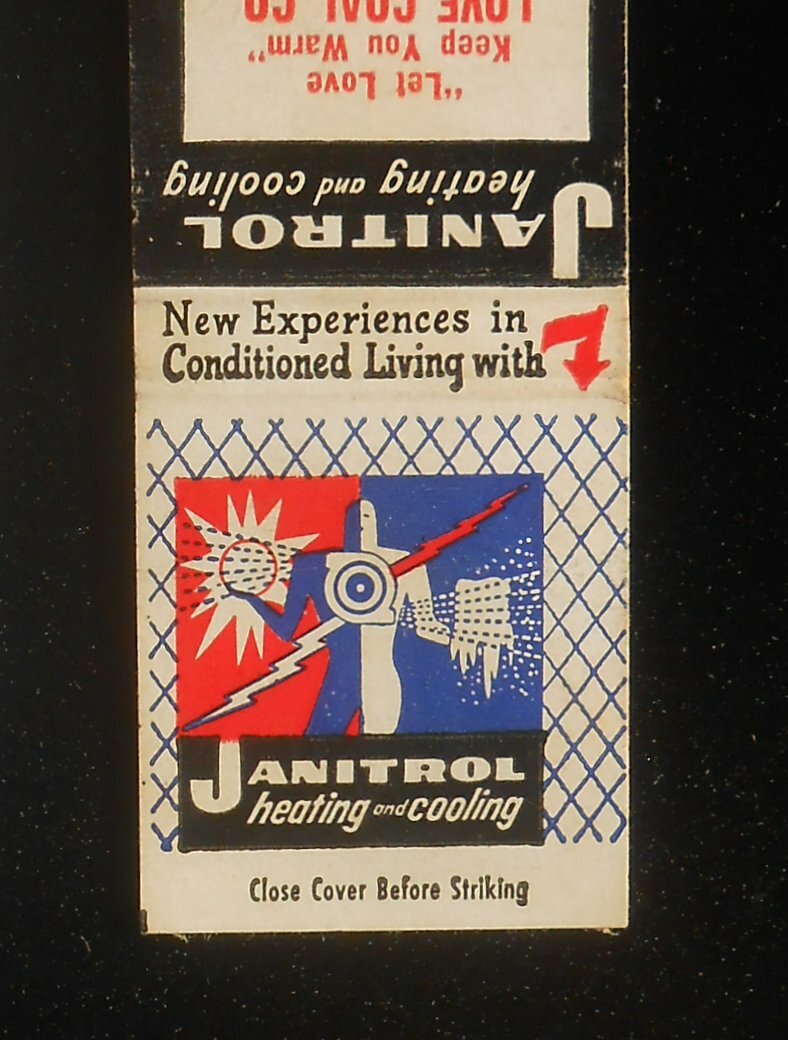 LOVE COAL CO
Keep You Warm"
"Let Love
JANITROL
heating and cooling
New Experiences in
Conditioned Living with
JANITROL
heating and cooling
Close Cover Before Striking